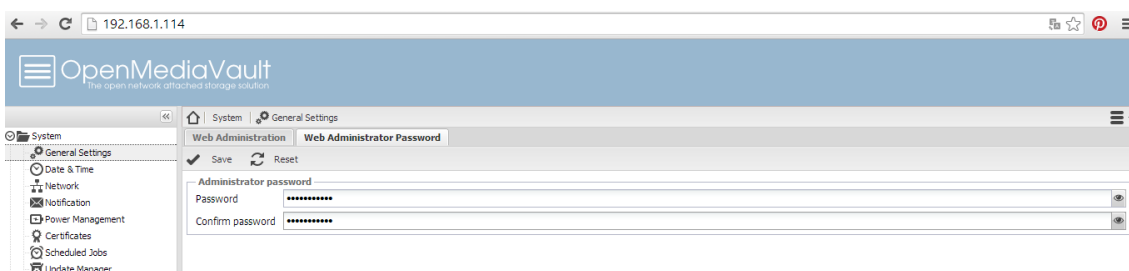 192.168.1.114
OpenMediaVault
The open network attached storage solution
System | General Settings
System
General Settings
Date & Time
Network
Notification
Power Management
Certificates
Scheduled Jobs
Update Manager
Web Administration Web Administrator Password
Save Reset
Administrator password
Password •••••••••••
Confirm password •••••••••••